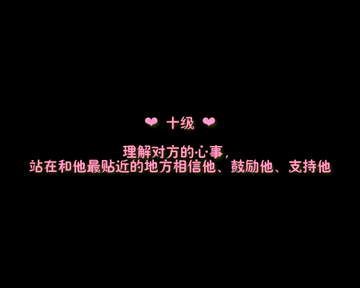 ❤ 十级 ❤
理解对方的心事,
站在和他最贴近的地方相信他、鼓励他、支持他